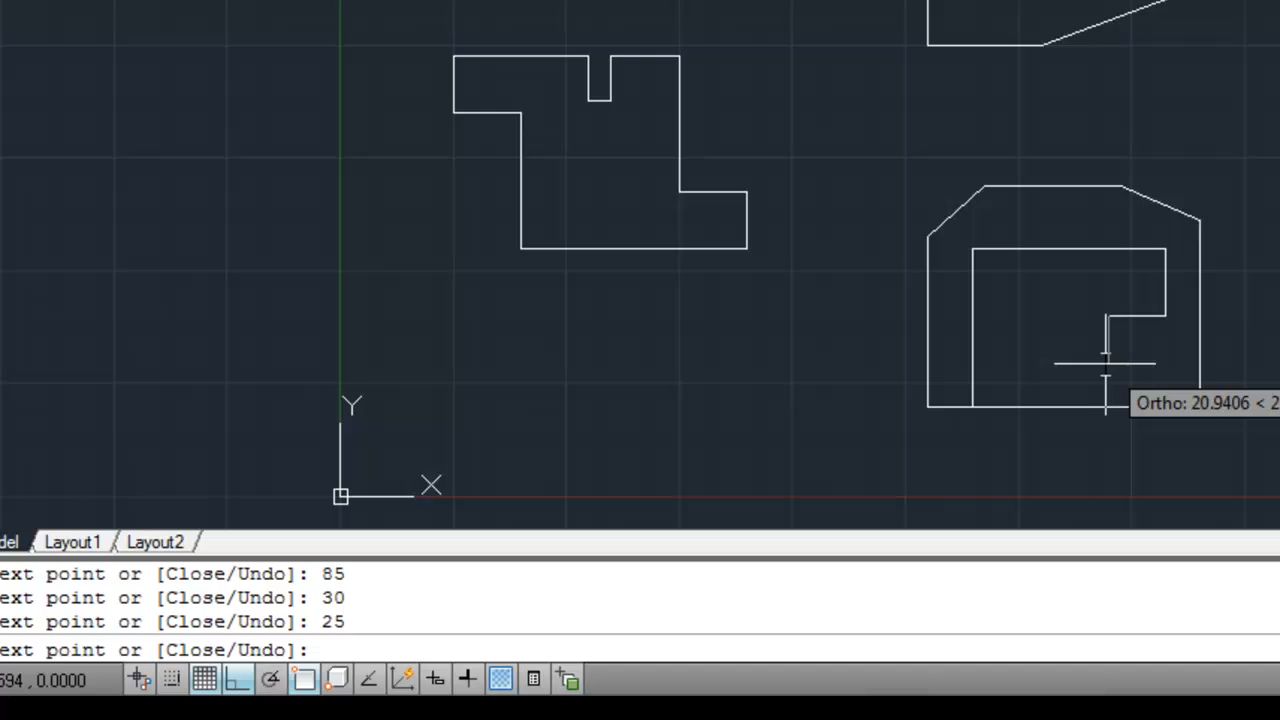 Ortho: 20.9406 < 2
Y
X
del Layout1 Layout2
ext point or [Close/Undo]: 85
ext point or [Close/Undo]: 30
ext point or [Close/Undo]: 25
ext point or [Close/Undo]:
594 , 0.0000